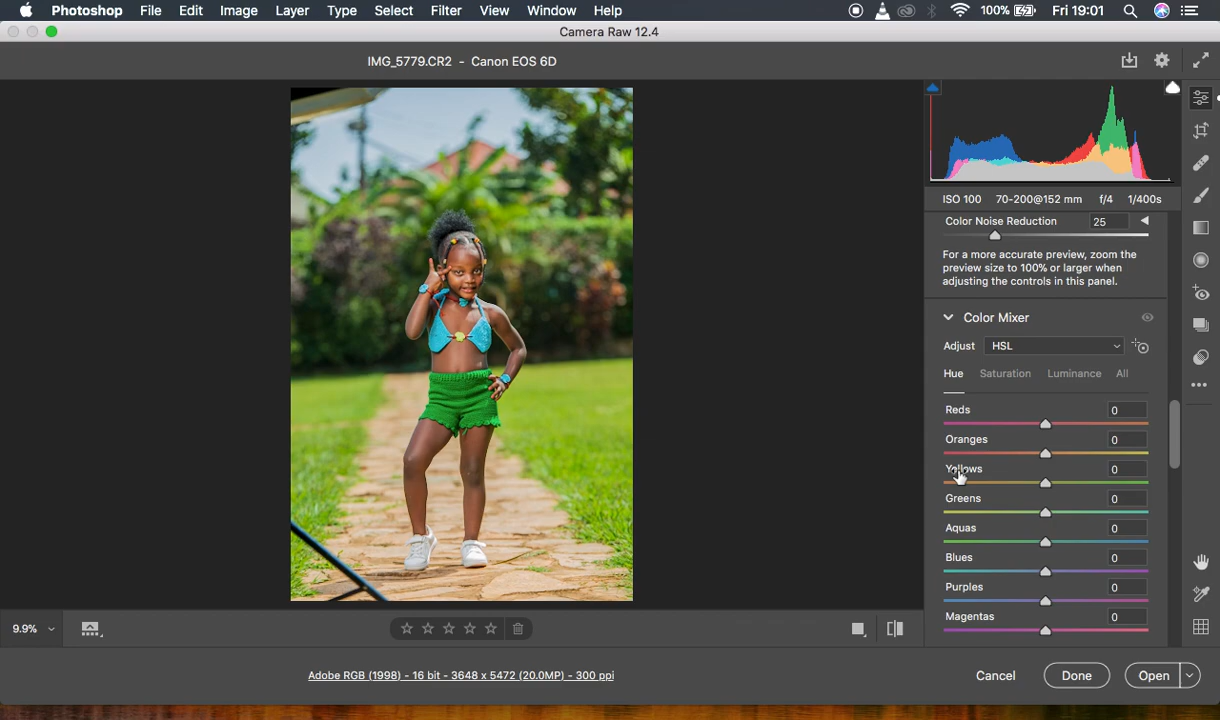 Photoshop File Edit Image Layer Type Select Filter View Window Help 100% Fri 19:01
Camera Raw 12.4
IMG_5779.CR2 - Canon EOS 6D
ISO 100 70-200@152 mm f/4 1/400s
Color Noise Reduction 25
For a more accurate preview, zoom the
preview size to 100% or larger when
adjusting the controls in this panel.
Color Mixer
Adjust HSL
Hue Saturation Luminance All
Reds 0
Oranges 0
Yellows 0
Greens 0
Aquas 0
Blues 0
Purples 0
Magentas 0
9.9%
Adobe RGB (1998) - 16 bit - 3648 x 5472 (20.0MP) - 300 ppi
Cancel Done Open